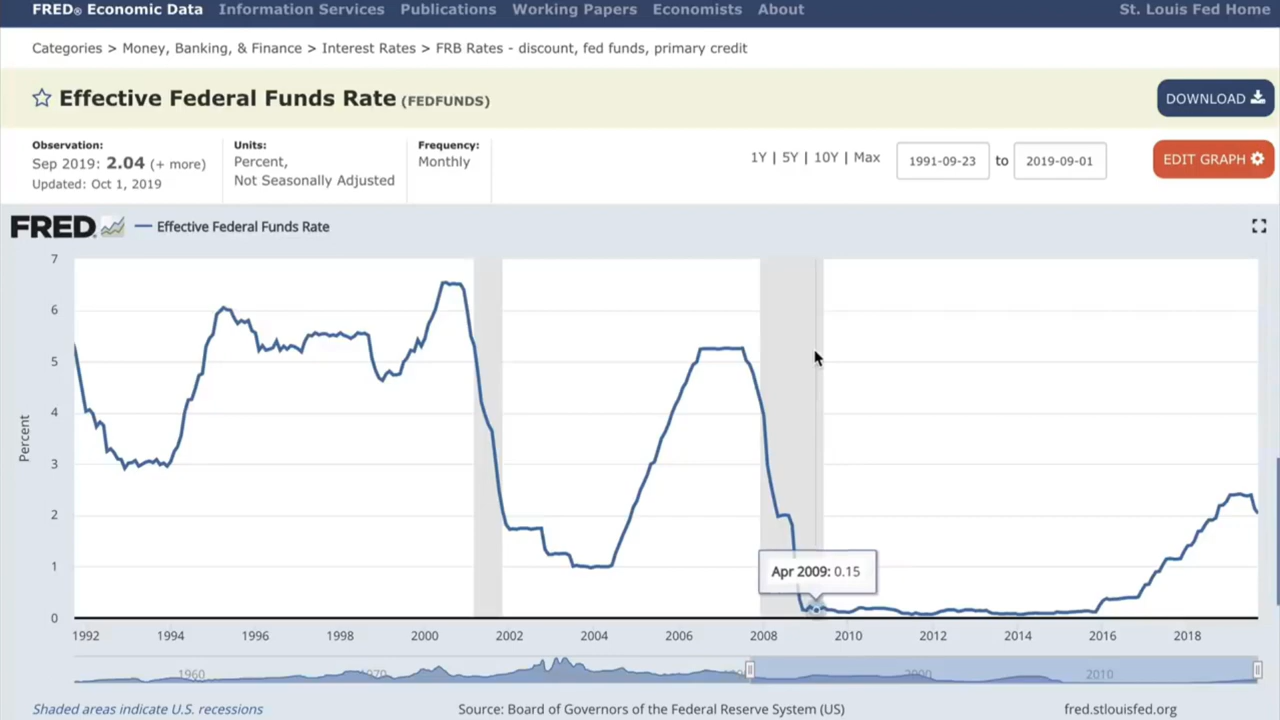 FRED® Economic Data Information Services Publications Working Papers Economists About St. Louis Fed Home
Categories > Money, Banking, & Finance > Interest Rates > FRB Rates - discount, fed funds, primary credit
Effective Federal Funds Rate (FEDFUNDS)
DOWNLOAD
Observation:
Sep 2019: 2.04 (+ more)
Updated: Oct 1, 2019
Units:
Percent,
Not Seasonally Adjusted
Frequency:
Monthly
1Y | 5Y | 10Y | Max
1991-09-23 to 2019-09-01
EDIT GRAPH
FRED
Effective Federal Funds Rate
7
6
5
4
3
2
1
0
Percent
Apr 2009: 0.15
1992 1994 1996 1998 2000 2002 2004 2006 2008 2010 2012 2014 2016 2018
1960 1970 2000 2010
Shaded areas indicate U.S. recessions
Source: Board of Governors of the Federal Reserve System (US)
fred.stlouisfed.org